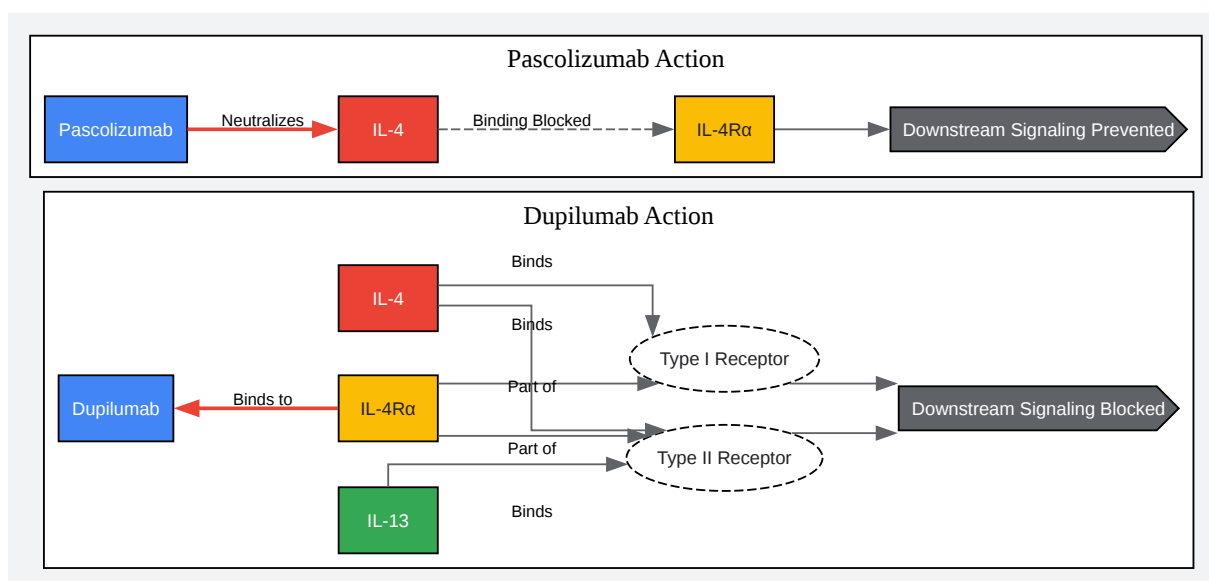 Pascolizumab Action
Pascolizumab
Neutralizes
IL-4
Binding Blocked
IL-4Rα
Downstream Signaling Prevented
Dupilumab Action
Binds
IL-4
Binds
Type I Receptor
Part of
Dupilumab
Binds to
IL-4Rα
Downstream Signaling Blocked
Part of
Type II Receptor
IL-13
Binds